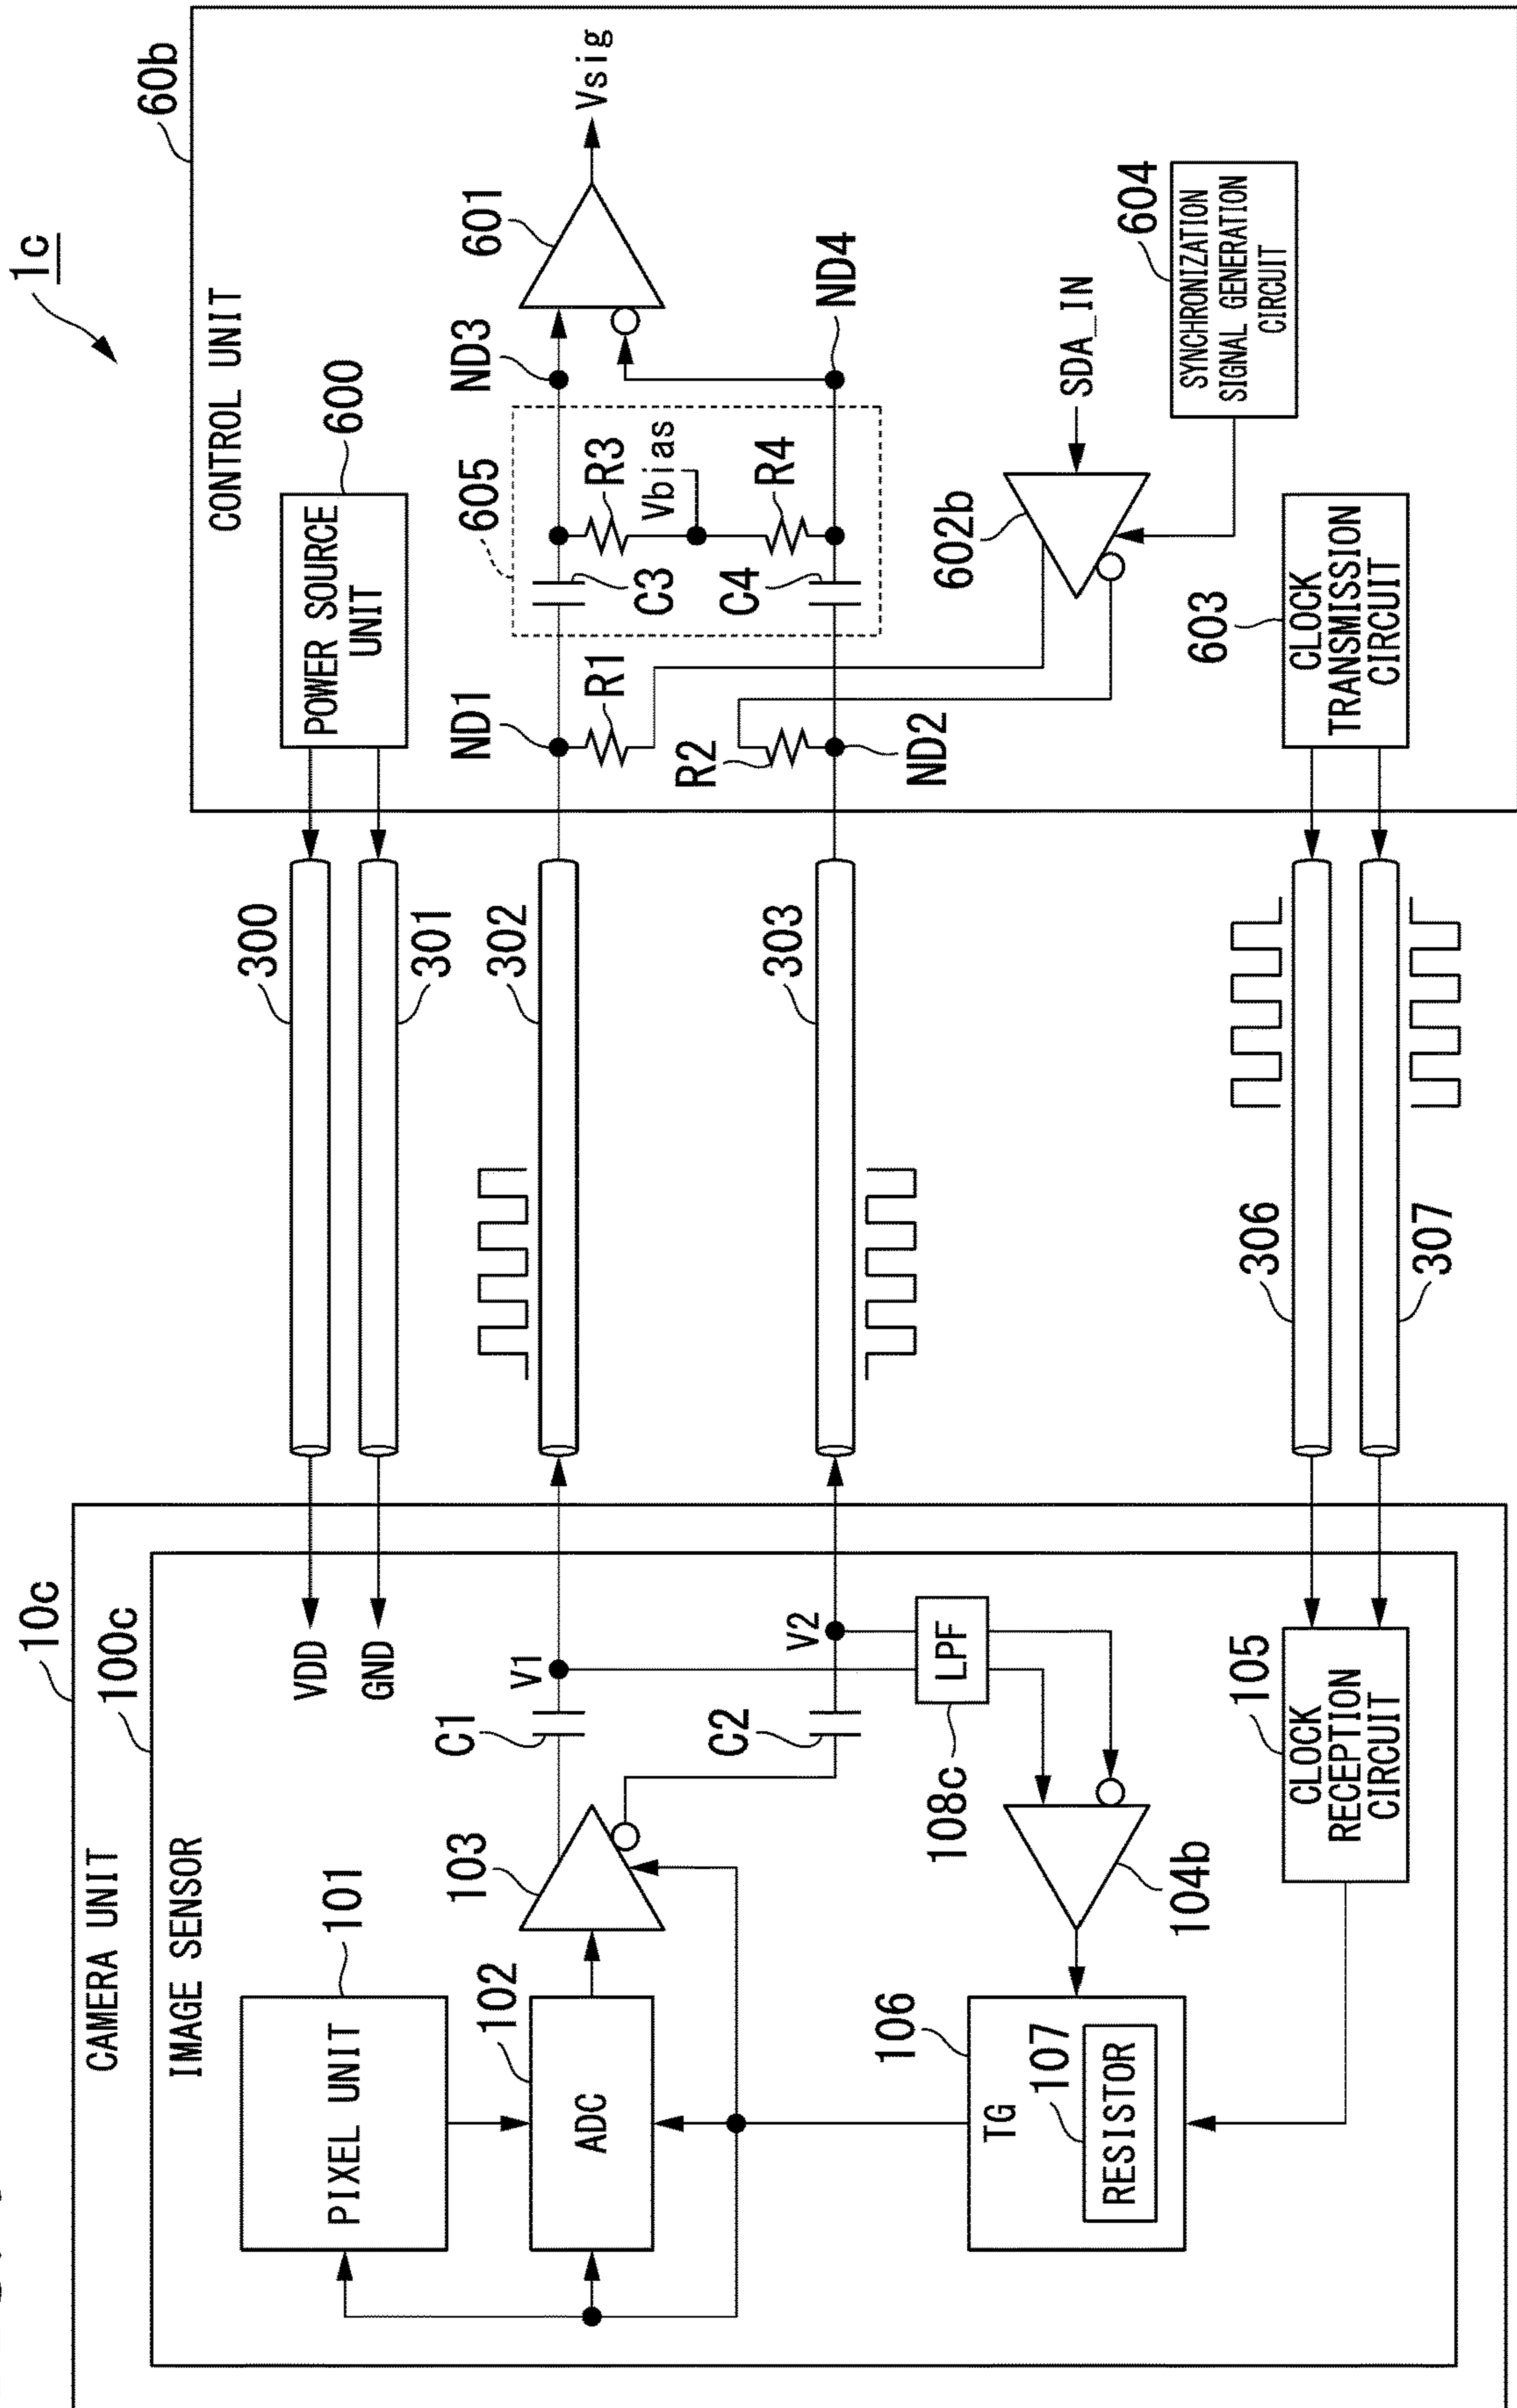 1c
10c
CAMERA UNIT
100c
IMAGE SENSOR
PIXEL UNIT
101
ADC
102
103
C1
V1
C2
V2
VDD
GND
LPF
108c
104b
TG
106
107
RESISTOR
CLOCK
RECEPTION
CIRCUIT
105
300
301
302
303
306
307
60b
CONTROL UNIT
POWER SOURCE
UNIT
600
ND1
R1
R2
ND2
605
C3
R3
Vbias
C4
R4
ND3
ND4
601
Vsig
602b
SDA_IN
SYNCHRONIZATION
SIGNAL GENERATION
CIRCUIT
604
CLOCK
TRANSMISSION
CIRCUIT
603